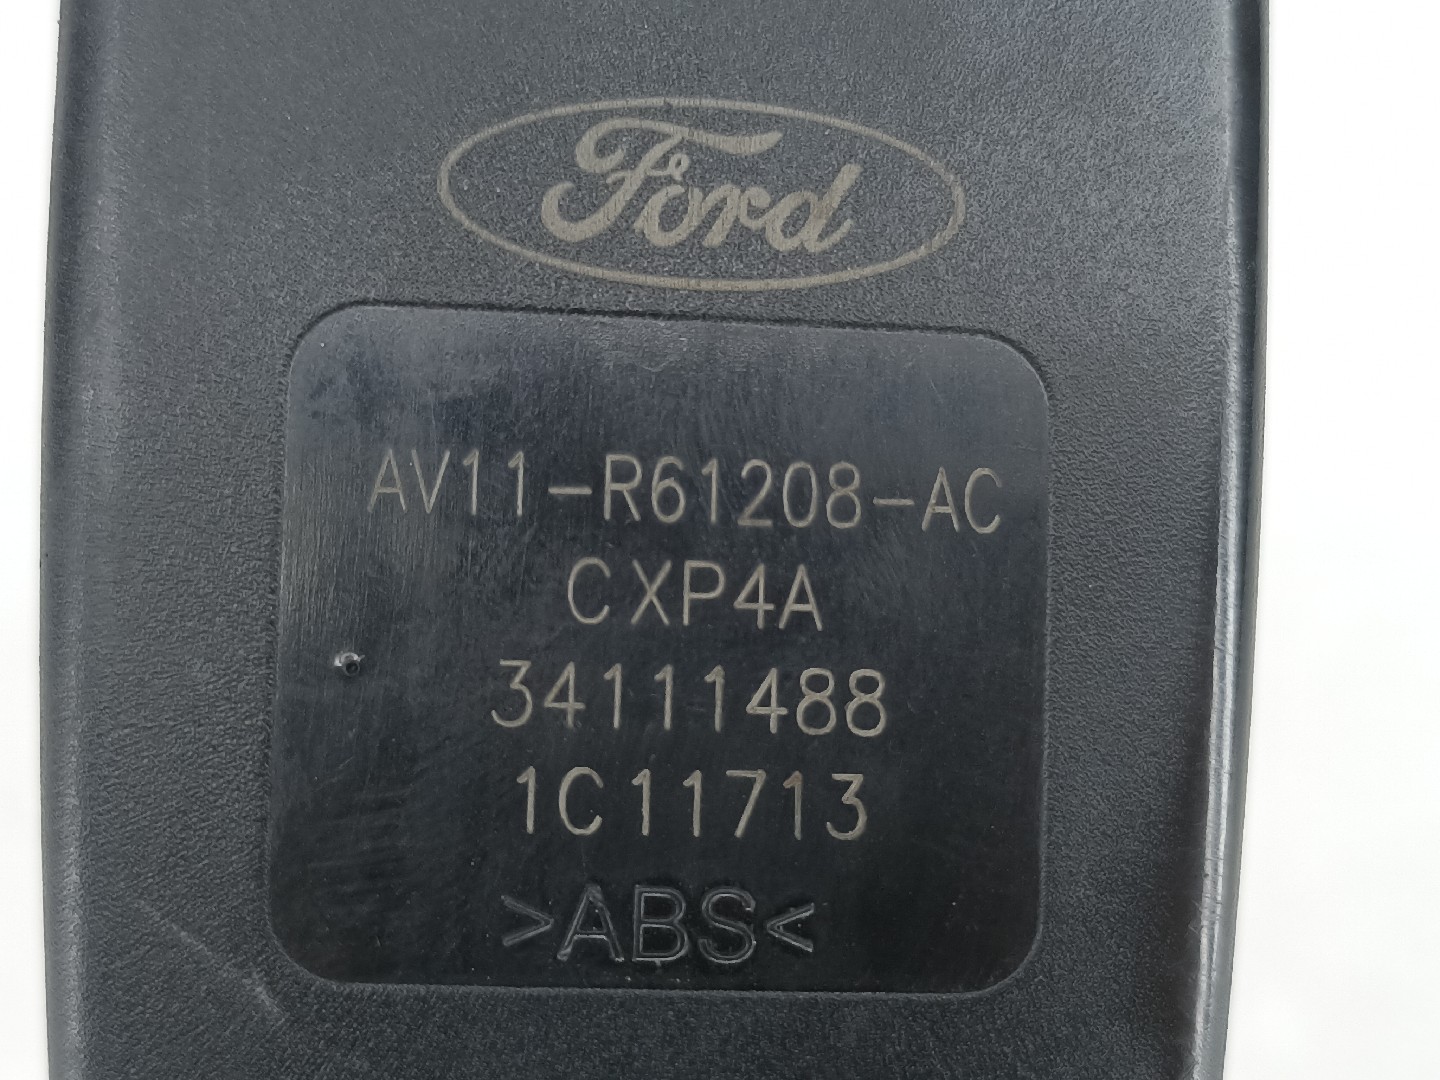 Ford
AV11-R61208-AC
CXP4A
34111488
1C11713
>ABS<